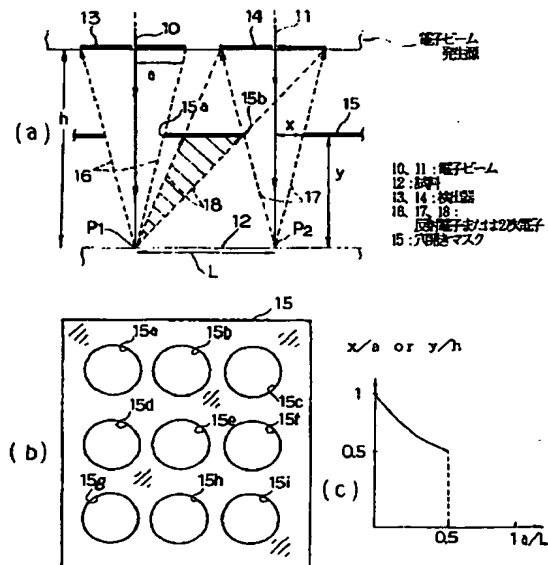 10 11
13 14
電子ビーム
発生源
a
15a 15b 15
(a) h x
y
16 18 17
P1 12 P2
L
10、11：電子ビーム
12：試料
13、14：検出器
16、17、18：
反射電子または2次電子
15：穴開きマスク
15
15a 15b
15c
15d 15e 15f
(b)
15g 15h 15i
x/a or y/h
1
0.5
(c)
0.5 1 a/L